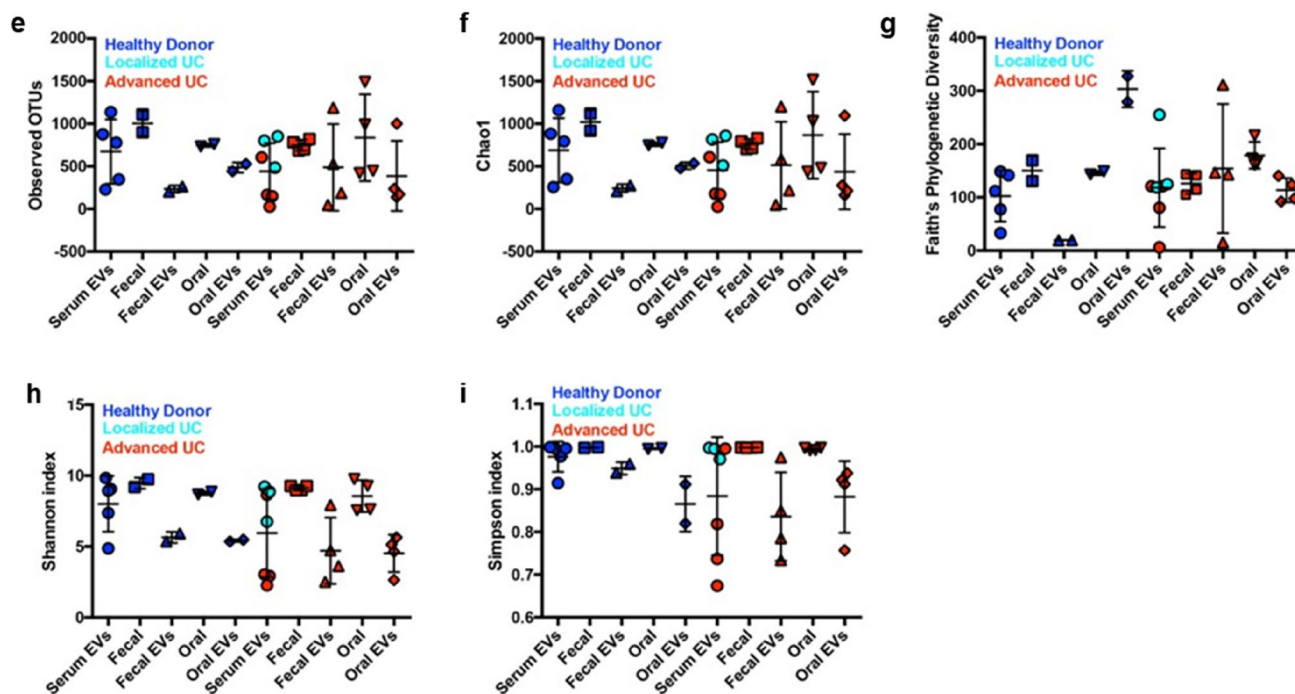 e
Observed OTUs
2000
1500
1000
500
0
-500
Healthy Donor
Localized UC
Advanced UC
Serum EVs
Fecal
Fecal EVs
Oral
Oral EVs
Serum EVs
Fecal
Fecal EVs
Oral
Oral EVs
f
Chao1
2000
1500
1000
500
0
-500
Healthy Donor
Localized UC
Advanced UC
Serum EVs
Fecal
Fecal EVs
Oral
Oral EVs
Serum EVs
Fecal
Fecal EVs
Oral
Oral EVs
g
Faith's Phylogenetic Diversity
400
300
200
100
0
Healthy Donor
Localized UC
Advanced UC
Serum EVs
Fecal
Fecal EVs
Oral
Oral EVs
Serum EVs
Fecal
Fecal EVs
Oral
Oral EVs
h
Shannon index
15
10
5
0
Healthy Donor
Localized UC
Advanced UC
Serum EVs
Fecal
Fecal EVs
Oral
Oral EVs
Serum EVs
Fecal
Fecal EVs
Oral
Oral EVs
i
Simpson index
1.1
1.0
0.9
0.8
0.7
0.6
Healthy Donor
Localized UC
Advanced UC
Serum EVs
Fecal
Fecal EVs
Oral
Oral EVs
Serum EVs
Fecal
Fecal EVs
Oral
Oral EVs